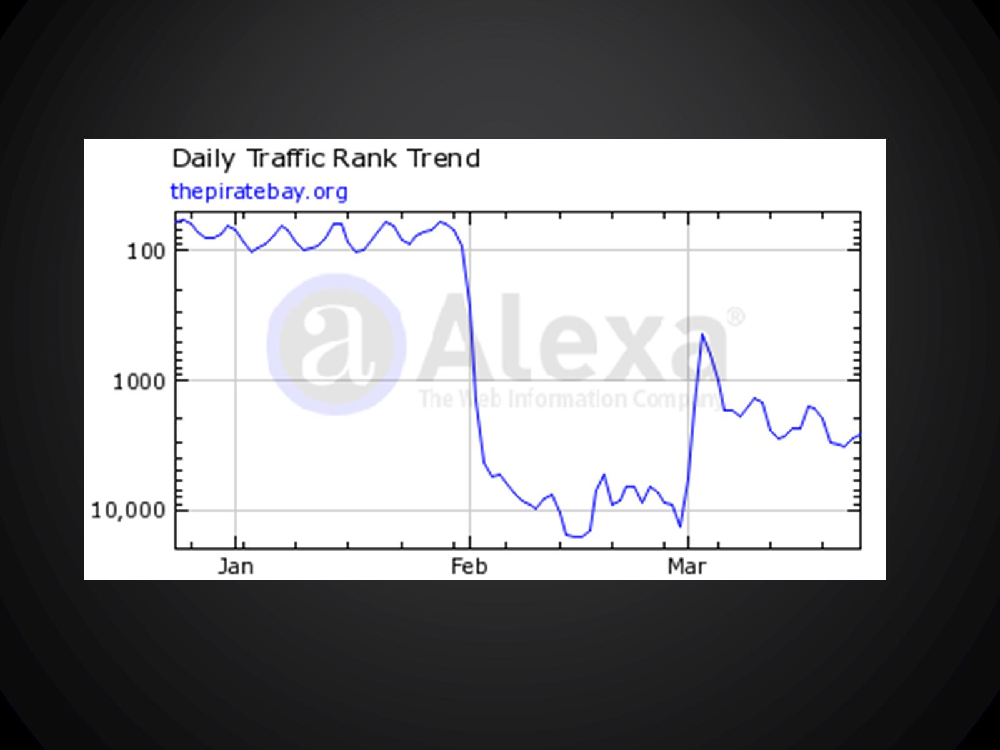 Daily Traffic Rank Trend
thepiratebay.org
100
1000
10,000
a Alexa®
The Web Information Company
Jan Feb Mar